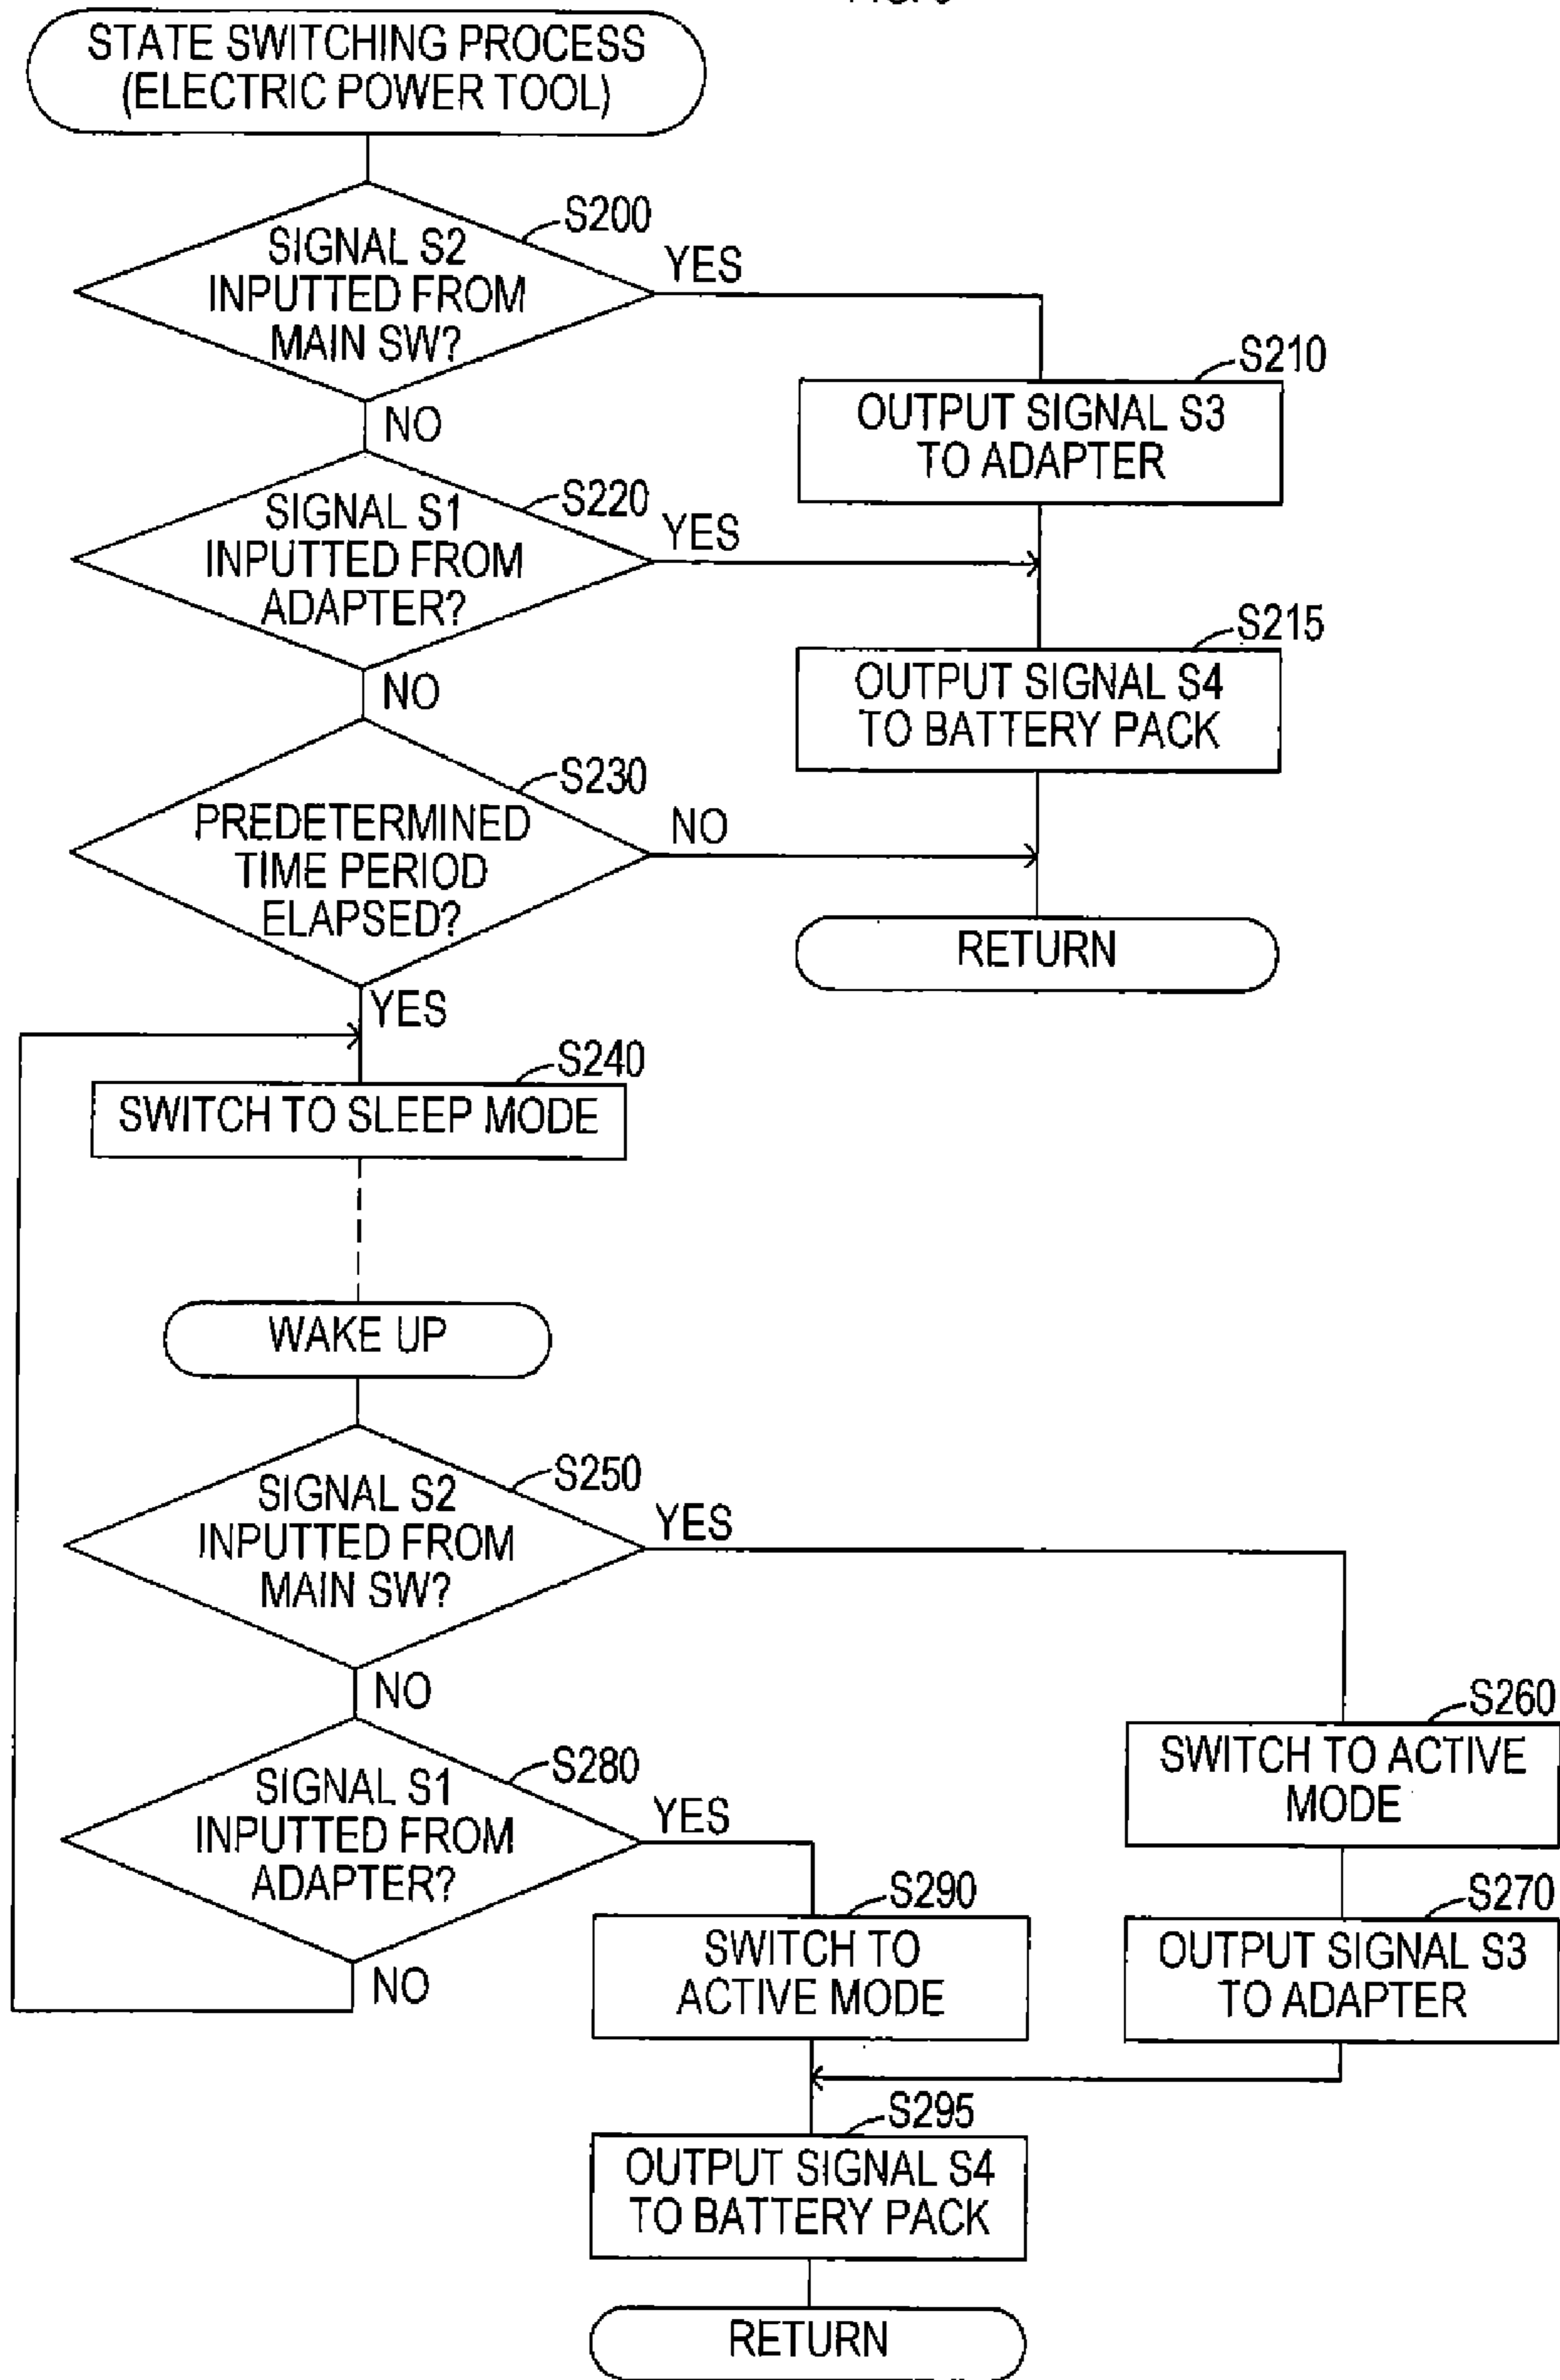 STATE SWITCHING PROCESS
(ELECTRIC POWER TOOL)
S200
SIGNAL S2
INPUTTED FROM
MAIN SW?
YES
NO
S210
OUTPUT SIGNAL S3
TO ADAPTER
S220
SIGNAL S1
INPUTTED FROM
ADAPTER?
YES
NO
S215
OUTPUT SIGNAL S4
TO BATTERY PACK
S230
PREDETERMINED
TIME PERIOD
ELAPSED?
NO
YES
RETURN
S240
SWITCH TO SLEEP MODE
WAKE UP
S250
SIGNAL S2
INPUTTED FROM
MAIN SW?
YES
NO
S260
SWITCH TO ACTIVE
MODE
S280
SIGNAL S1
INPUTTED FROM
ADAPTER?
YES
NO
S290
SWITCH TO
ACTIVE MODE
S270
OUTPUT SIGNAL S3
TO ADAPTER
S295
OUTPUT SIGNAL S4
TO BATTERY PACK
RETURN